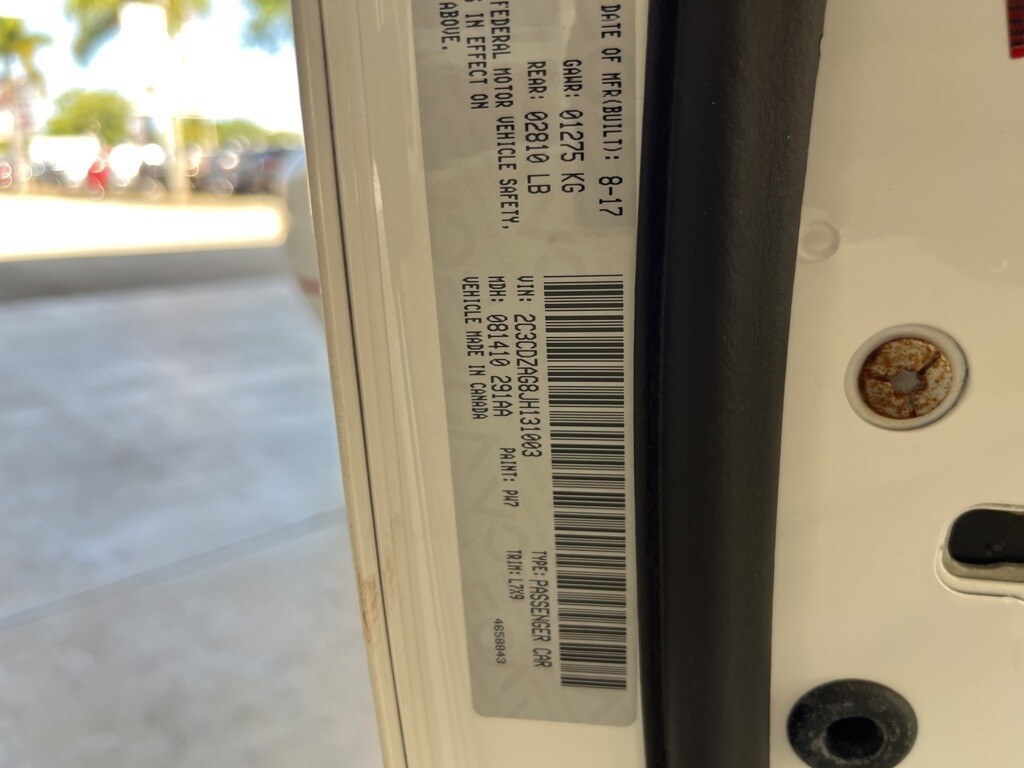 DATE OF MFR(BUILT): 8-17
GAWR: 01275 KG
REAR: 02810 LB
FEDERAL MOTOR VEHICLE SAFETY,
IN EFFECT ON
ABOVE.
VIN: 2C3CDZAG8JH131003
TYPE: PASSENGER CAR
MDH: 081410 291AA
PAINT: PW7
TRIM: L7X9
VEHICLE MADE IN CANADA
4658843